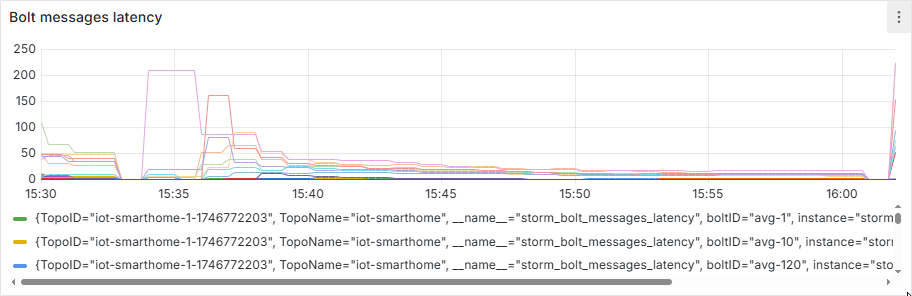 Bolt messages latency
250
200
150
100
50
0
15:30 15:35 15:40 15:45 15:50 15:55 16:00
{TopoID="iot-smarthome-1-1746772203", TopoName="iot-smarthome", __name__="storm_bolt_messages_latency", boltID="avg-1", instance="storm
{TopoID="iot-smarthome-1-1746772203", TopoName="iot-smarthome", __name__="storm_bolt_messages_latency", boltID="avg-10", instance="stor
{TopoID="iot-smarthome-1-1746772203", TopoName="iot-smarthome", __name__="storm_bolt_messages_latency", boltID="avg-120", instance="sto